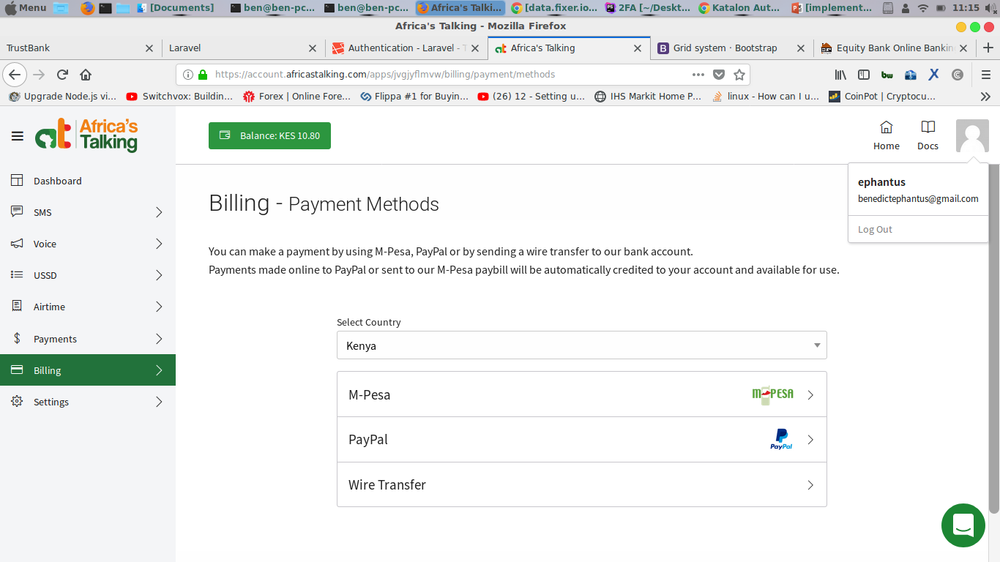 Menu [Documents] ben@ben-pc... ben@ben-pc... Africa's Talki... [data.fixer.io... 2FA [~/Deskt... Katalon Aut... [implement... 11:15
Africa's Talking - Mozilla Firefox
TrustBank Laravel Authentication - Laravel - T Africa's Talking Grid system · Bootstrap Equity Bank Online Bankin
https://account.africastalking.com/apps/jvgjyflmvw/billing/payment/methods
Upgrade Node.js vi... Switchvox: Buildin... Forex | Online Fore... Flippa #1 for Buyin... (26) 12 - Setting u... IHS Markit Home P... linux - How can I u... CoinPot | Cryptocu...
Africa's
Talking
Balance: KES 10.80
Home Docs
ephantus
benedictephantus@gmail.com
Log Out
Dashboard
SMS
Voice
USSD
Airtime
Payments
Billing
Settings
Billing - Payment Methods
You can make a payment by using M-Pesa, PayPal or by sending a wire transfer to our bank account.
Payments made online to PayPal or sent to our M-Pesa paybill will be automatically credited to your account and available for use.
Select Country
Kenya
M-Pesa M-PESA
PayPal PayPal
Wire Transfer